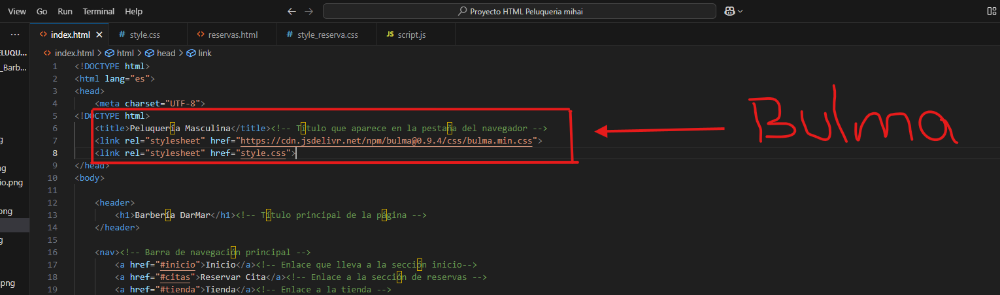 View Go Run Terminal Help Proyecto HTML Peluqueria mihai
... index.html style.css reservas.html style_reserva.css JS script.js
ELUQU... index.html > html > head > link
_Barb... 1 <!DOCTYPE html>
2 <html lang="es">
3 <head>
4 <meta charset="UTF-8">
5 <!DOCTYPE html>
6 <title>Peluquería Masculina</title><!-- Título que aparece en la pestaña del navegador -->
7 <link rel="stylesheet" href="https://cdn.jsdelivr.net/npm/bulma@0.9.4/css/bulma.min.css">
8 <link rel="stylesheet" href="style.css">
Bulma
ng 9 </head>
io.png 10 <body>
11
png 12 <header>
13 <h1>Barbería DarMar</h1><!-- Título principal de la página -->
14 </header>
g 15
16 <nav><!-- Barra de navegación principal -->
17 <a href="#inicio">Inicio</a><!-- Enlace que lleva a la sección inicio-->
.png 18 <a href="#citas">Reservar Cita</a><!-- Enlace a la sección de reservas -->
19 <a href="#tienda">Tienda</a><!-- Enlace a la tienda -->